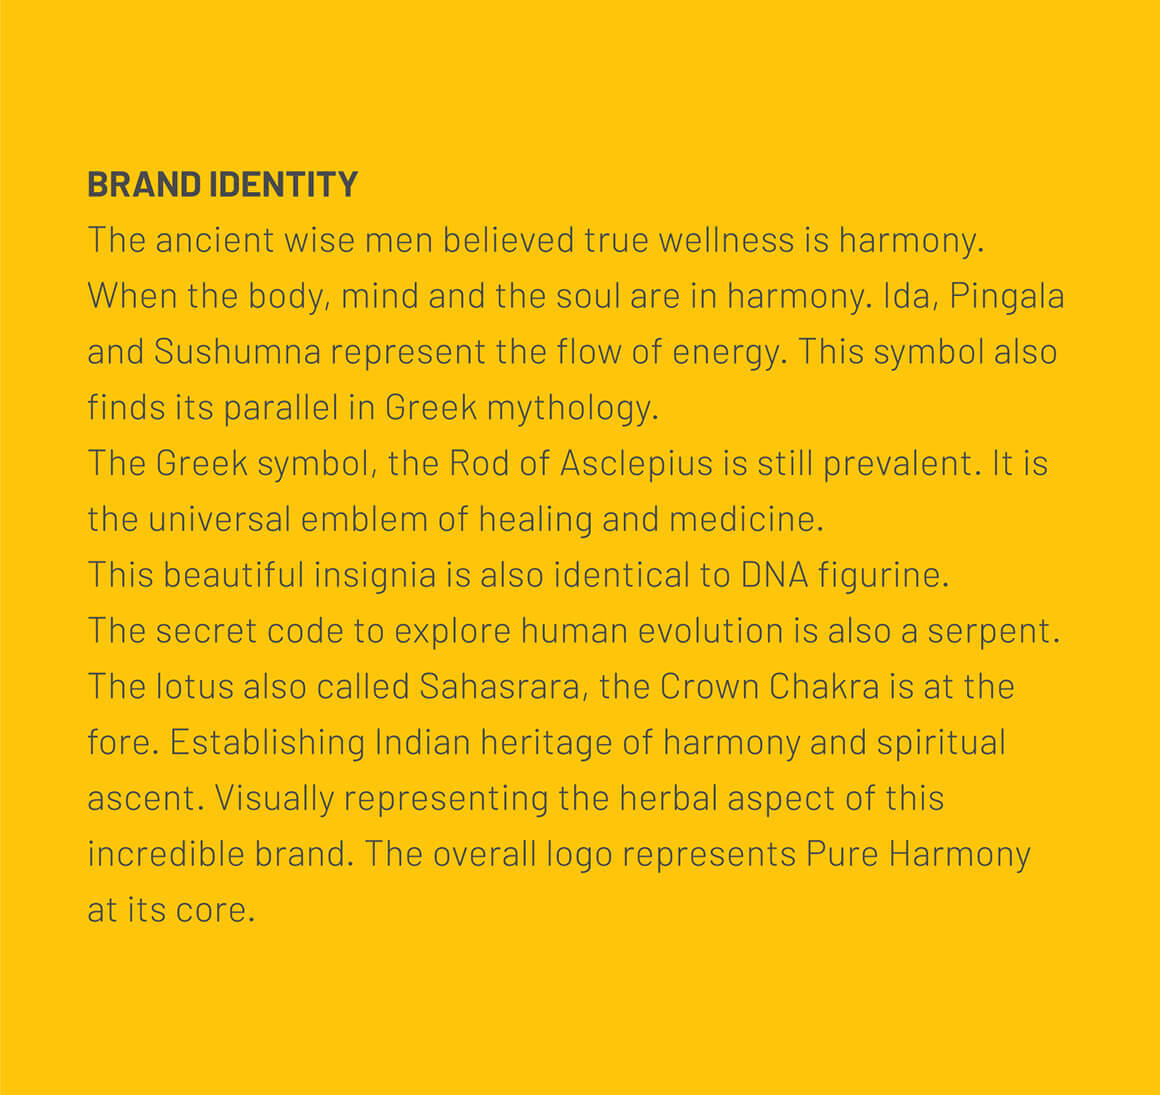 BRAND IDENTITY
The ancient wise men believed true wellness is harmony.
When the body, mind and the soul are in harmony. Ida, Pingala
and Sushumna represent the flow of energy. This symbol also
finds its parallel in Greek mythology.
The Greek symbol, the Rod of Asclepius is still prevalent. It is
the universal emblem of healing and medicine.
This beautiful insignia is also identical to DNA figurine.
The secret code to explore human evolution is also a serpent.
The lotus also called Sahasrara, the Crown Chakra is at the
fore. Establishing Indian heritage of harmony and spiritual
ascent. Visually representing the herbal aspect of this
incredible brand. The overall logo represents Pure Harmony
at its core.